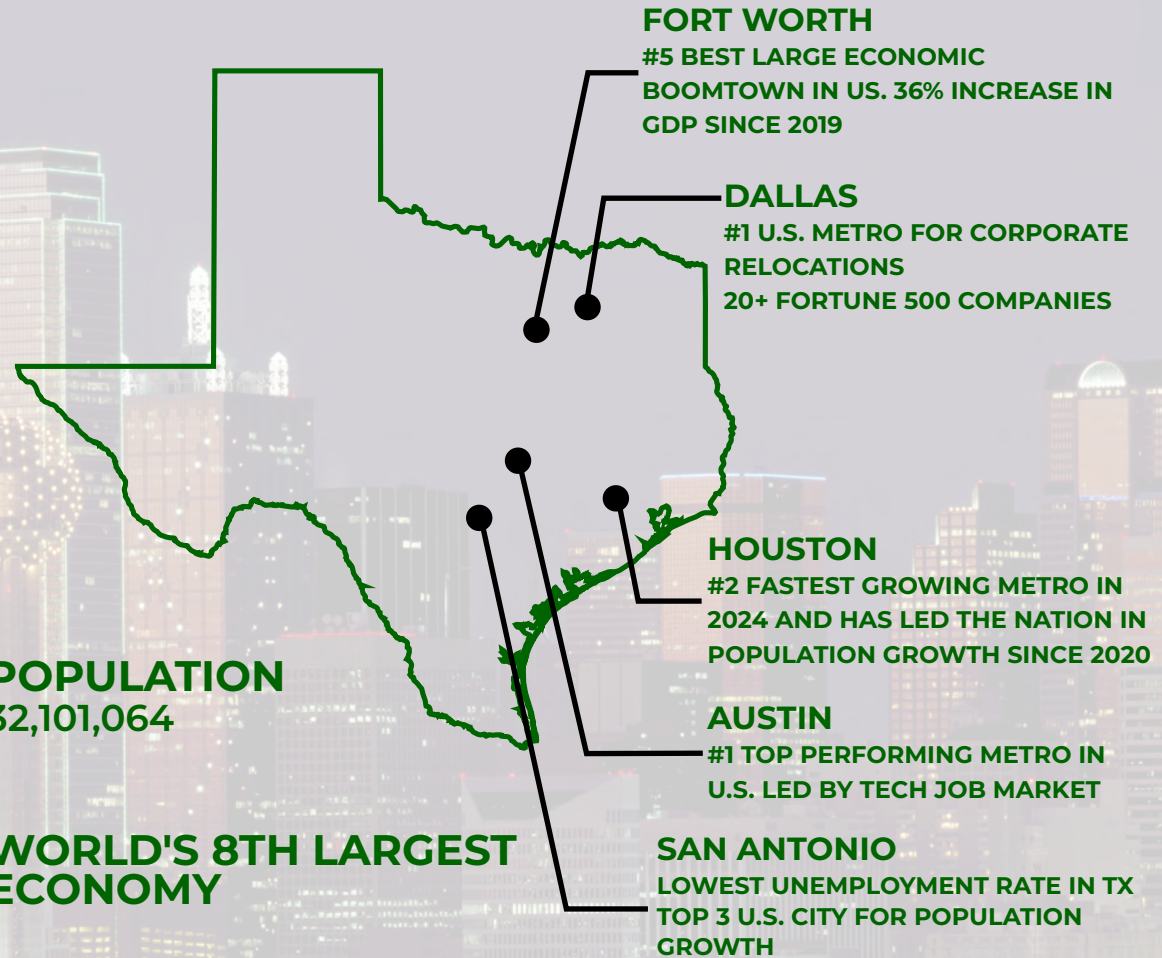 FORT WORTH
#5 BEST LARGE ECONOMIC
BOOMTOWN IN US. 36% INCREASE IN
GDP SINCE 2019
DALLAS
#1 U.S. METRO FOR CORPORATE
RELOCATIONS
20+ FORTUNE 500 COMPANIES
HOUSTON
#2 FASTEST GROWING METRO IN
2024 AND HAS LED THE NATION IN
POPULATION GROWTH SINCE 2020
POPULATION
32,101,064
AUSTIN
#1 TOP PERFORMING METRO IN
U.S. LED BY TECH JOB MARKET
WORLD'S 8TH LARGEST
ECONOMY
SAN ANTONIO
LOWEST UNEMPLOYMENT RATE IN TX
TOP 3 U.S. CITY FOR POPULATION
GROWTH